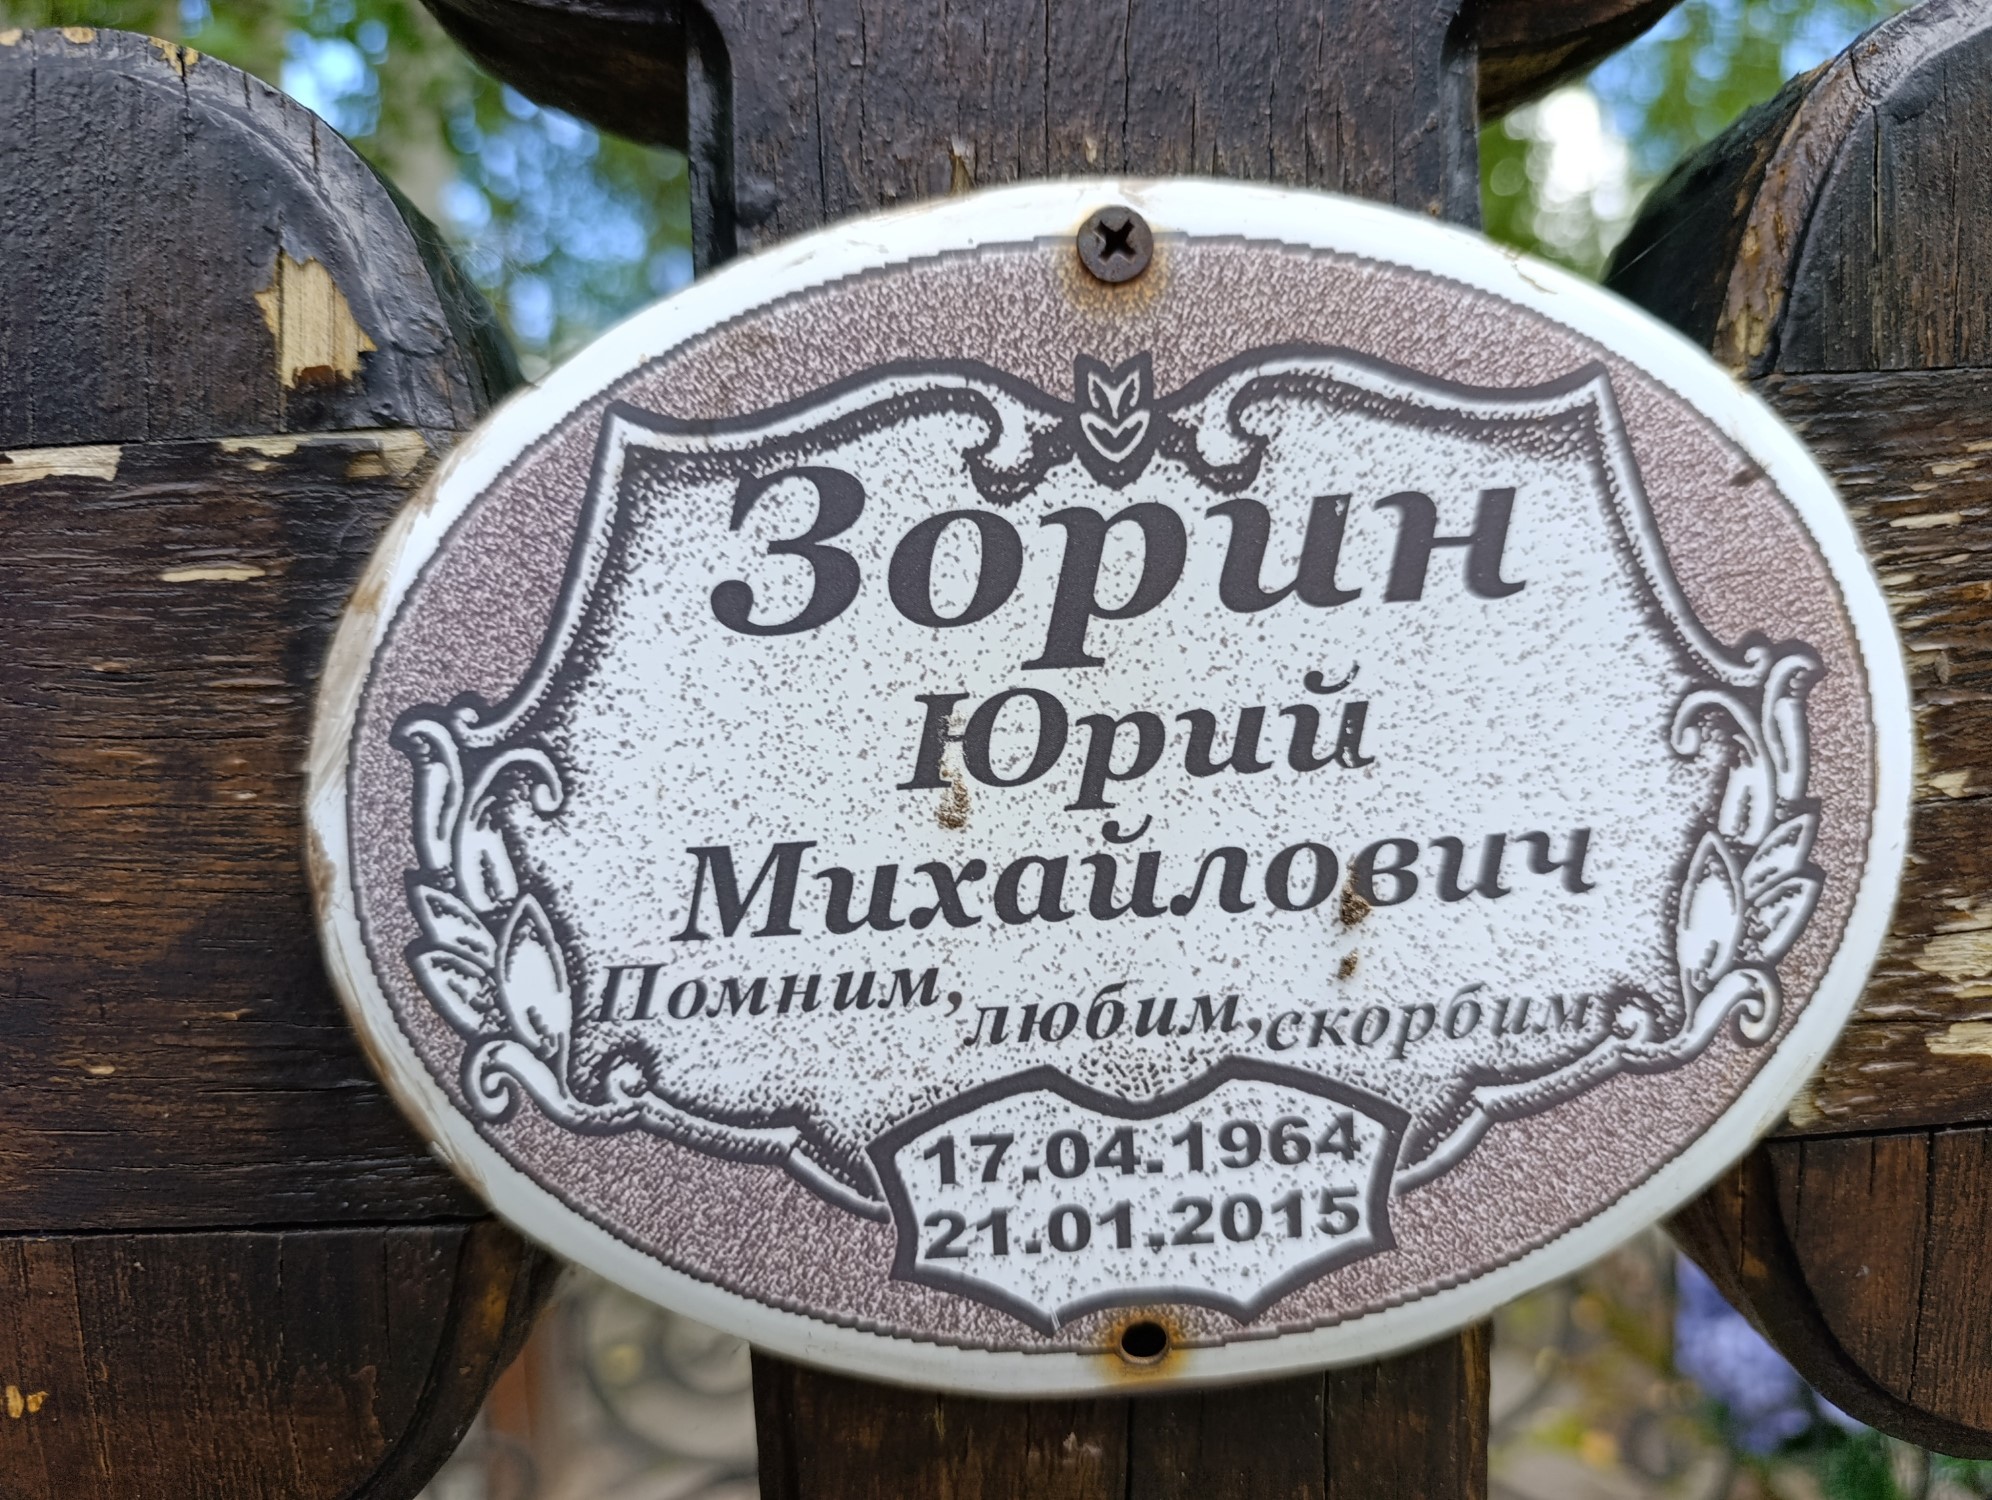 Зорин
Юрий
Михайлович
Помним, любим, скорбим
17.04.1964
21.01.2015